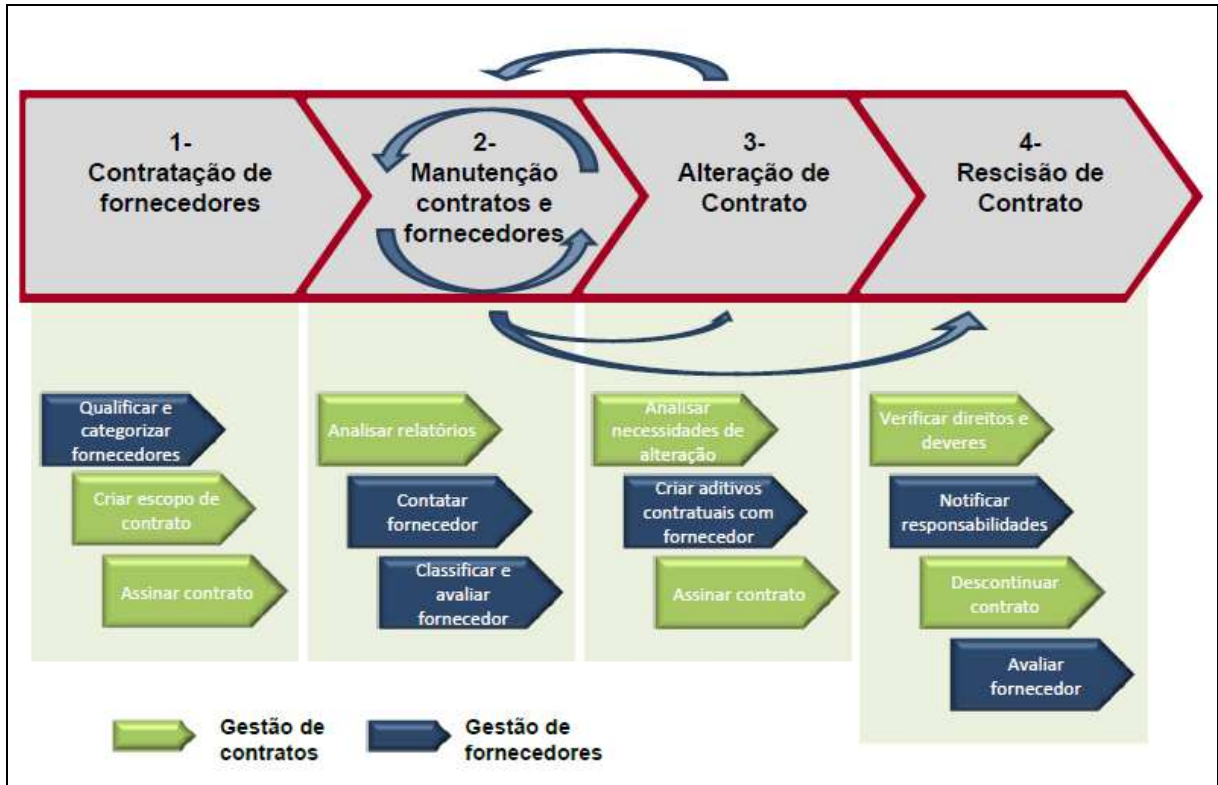 1-
Contratação de
fornecedores
2-
Manutenção
contratos e
fornecedores
3-
Alteração de
Contrato
4-
Rescisão de
Contrato
Qualificar e
categorizar
fornecedores
Criar escopo de
contrato
Assinar contrato
Analisar relatórios
Contatar
fornecedor
Classificar e
avaliar
fornecedor
Analisar
necessidades de
alteração
Criar aditivos
contratuais com
fornecedor
Assinar contrato
Verificar direitos e
deveres
Notificar
responsabilidades
Descontinuar
contrato
Avaliar
fornecedor
Gestão de
contratos
Gestão de
fornecedores